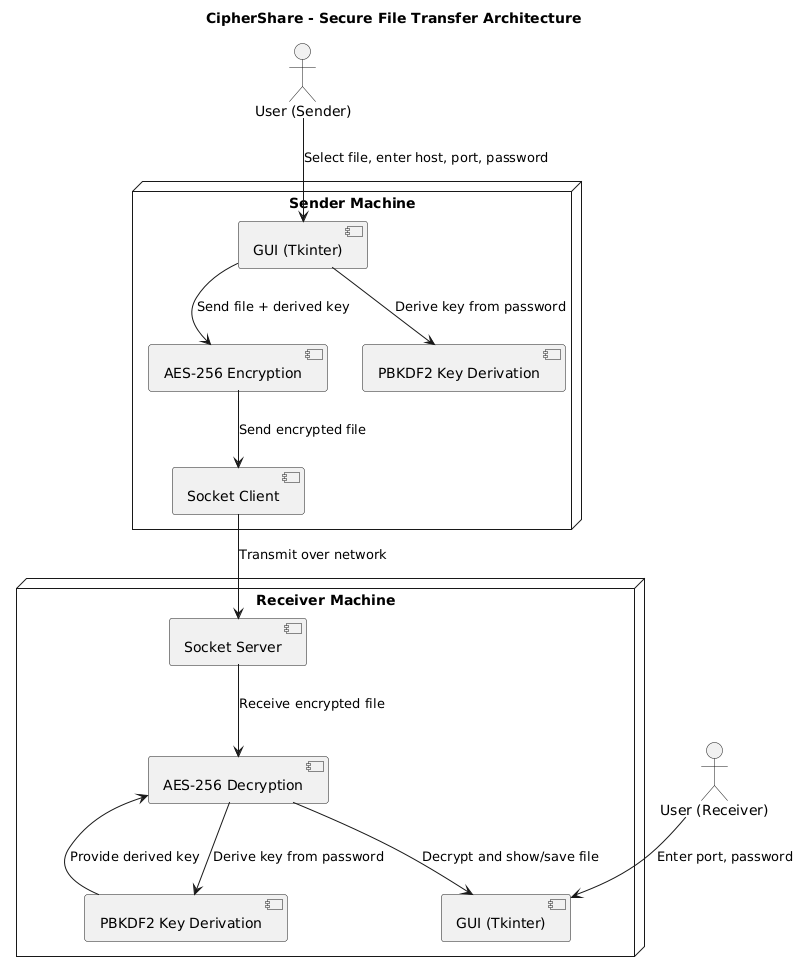 CipherShare - Secure File Transfer Architecture
User (Sender)
Select file, enter host, port, password
Sender Machine
GUI (Tkinter)
Send file + derived key
Derive key from password
AES-256 Encryption
PBKDF2 Key Derivation
Send encrypted file
Socket Client
Transmit over network
Receiver Machine
Socket Server
Receive encrypted file
AES-256 Decryption
User (Receiver)
Provide derived key
Derive key from password
Decrypt and show/save file
Enter port, password
PBKDF2 Key Derivation
GUI (Tkinter)